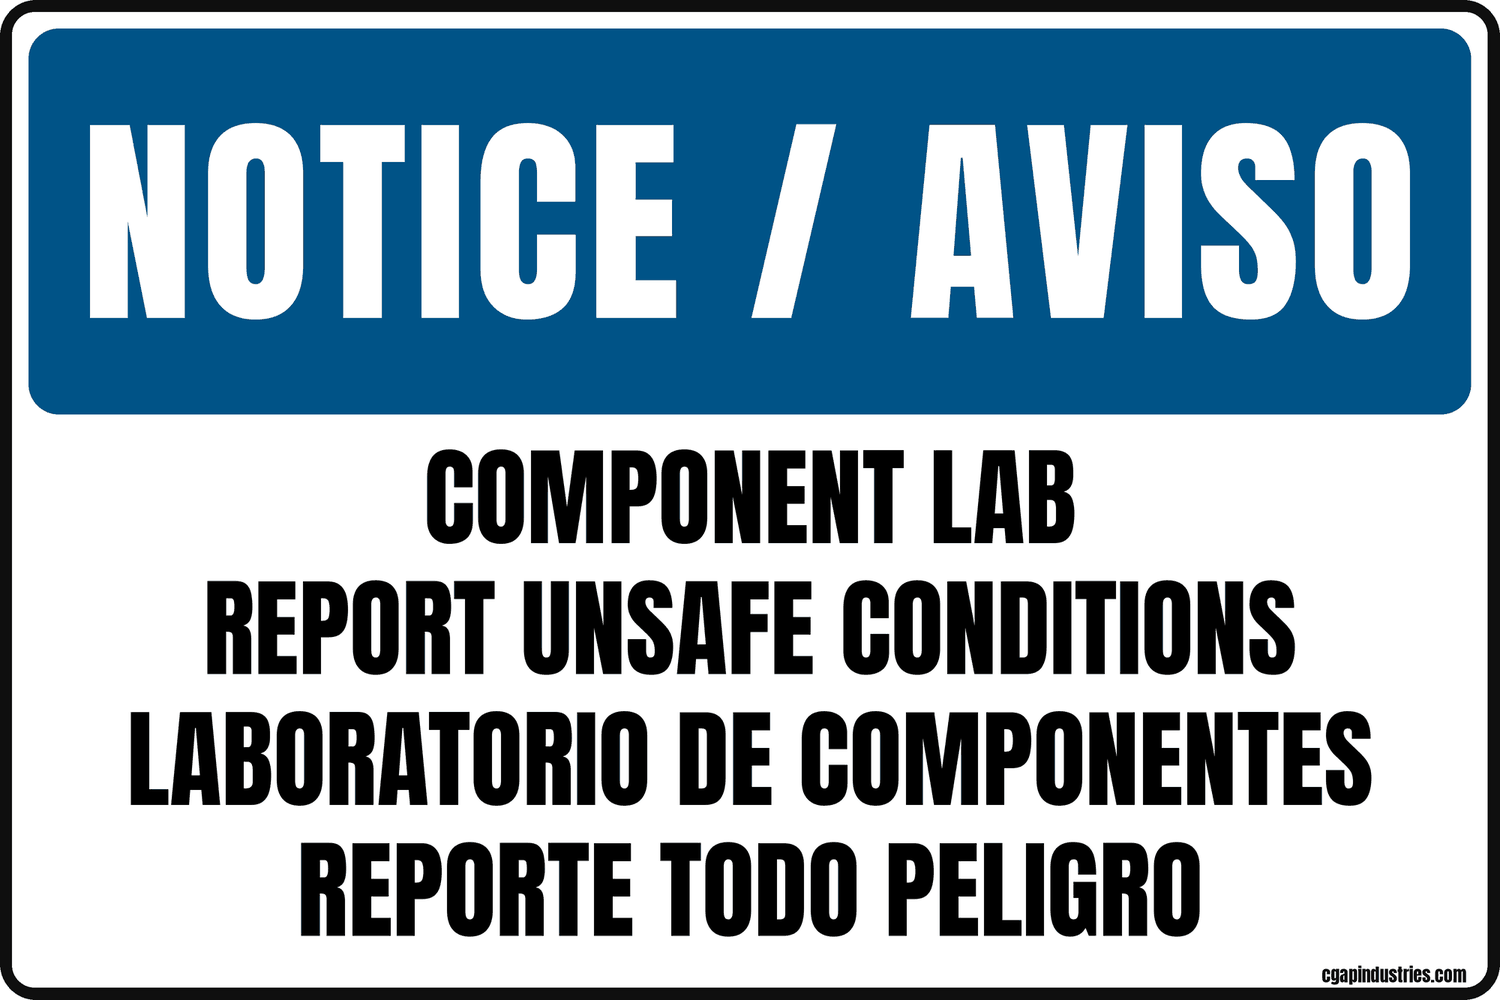 NOTICE / AVISO
COMPONENT LAB
REPORT UNSAFE CONDITIONS
LABORATORIO DE COMPONENTES
REPORTE TODO PELIGRO
cgapindustries.com